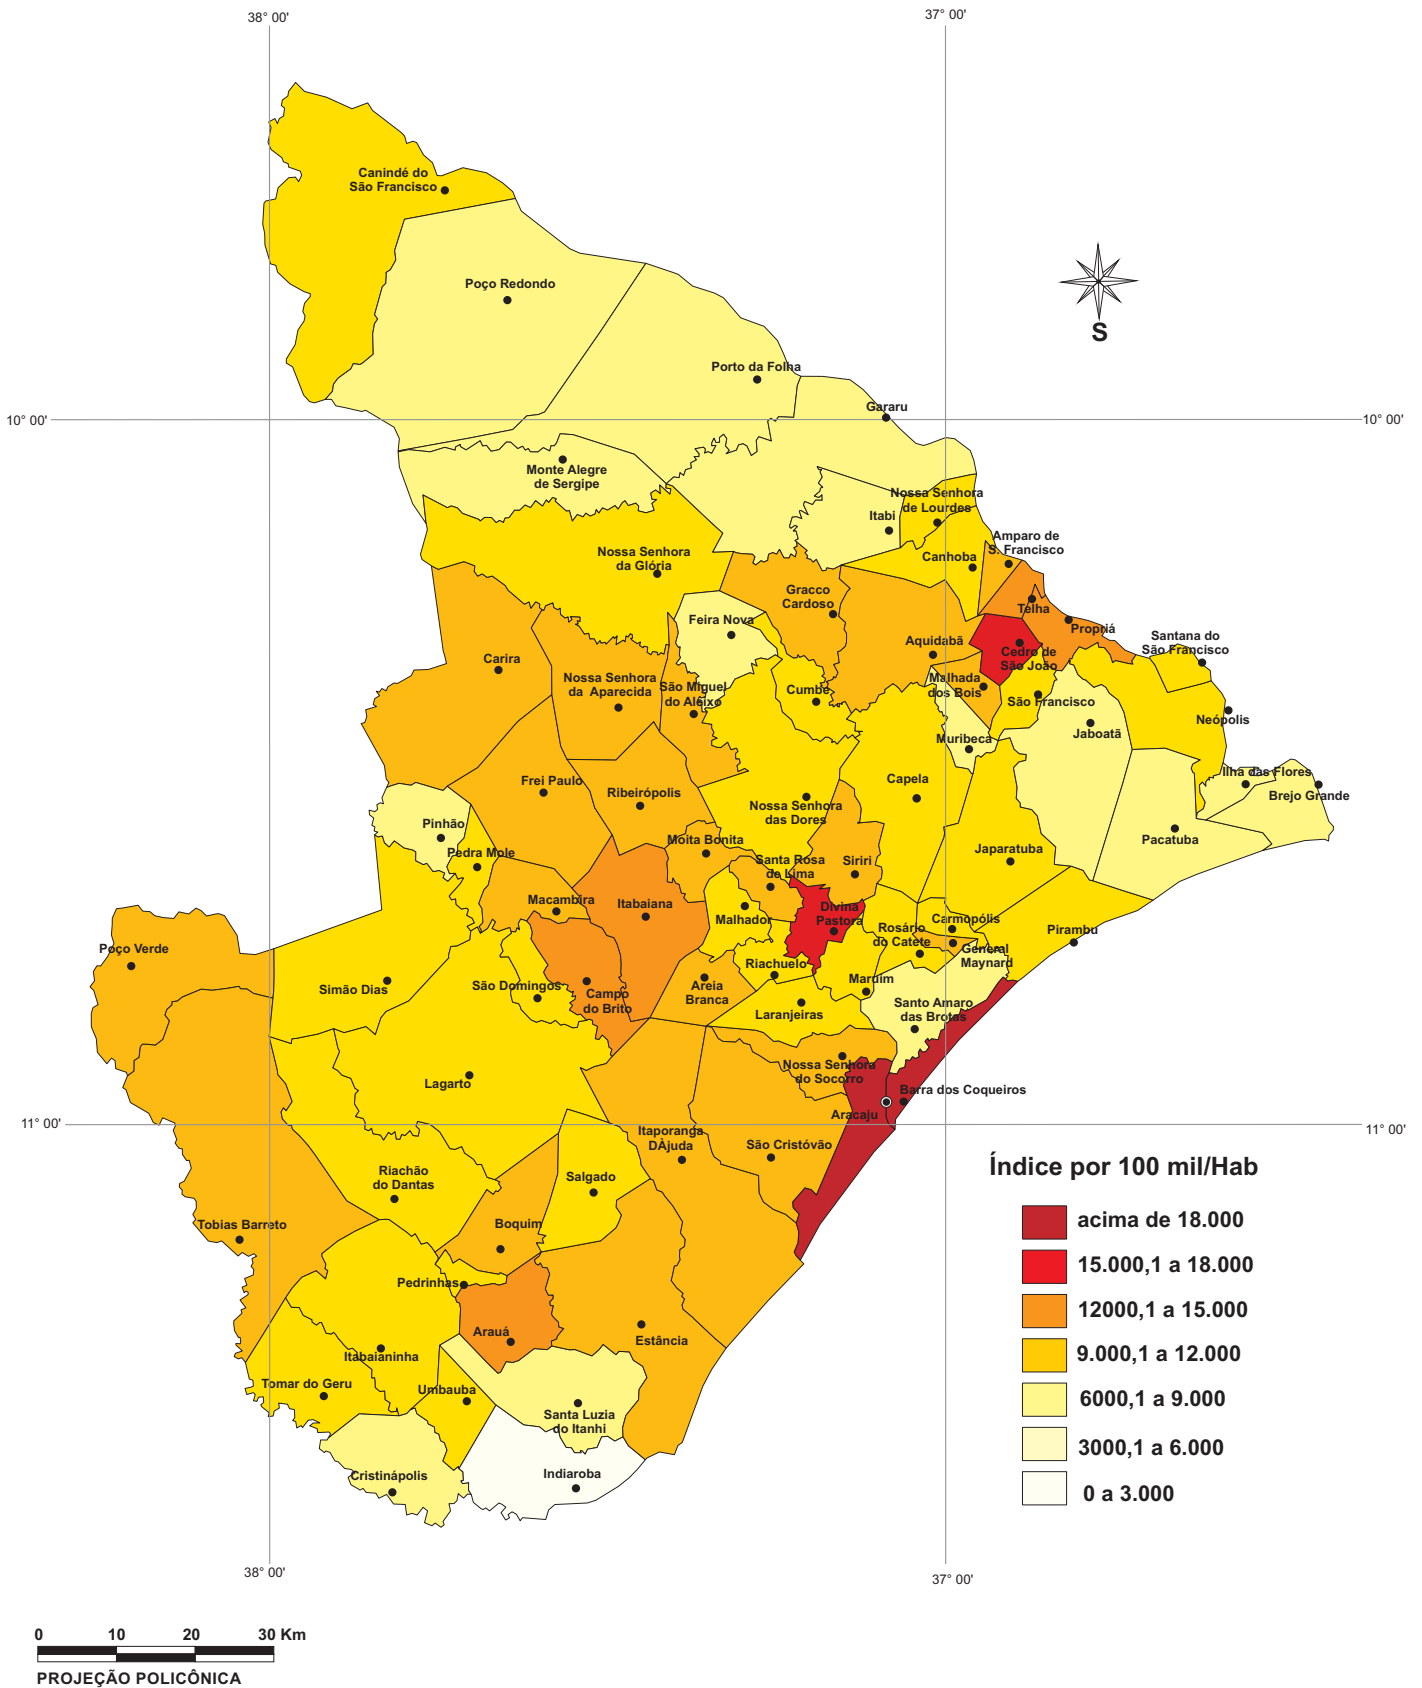 38° 00'
37° 00'
Canindé do
São Francisco
Poço Redondo
S
Porto da Folha
Gararu
10° 00'
10° 00'
Monte Alegre
de Sergipe
Nossa Senhora
de Lourdes
Itabi
Amparo de
S. Francisco
Nossa Senhora
da Glória
Canhoba
Gracco
Cardoso
Telha
Feira Nova
Propriá
Aquidabã
Santana do
São Francisco
Cedro de
São João
Carira
Nossa Senhora
da Aparecida
São Miguel
do Aleixo
Cumbe
Malhada
dos Bois
São Francisco
Neópolis
Jaboatã
Muribeca
Frei Paulo
Ribeirópolis
Capela
Ilha das Flores
Brejo Grande
Nossa Senhora
das Dores
Pinhão
Moita Bonita
Pacatuba
Pedra Mole
Santa Rosa
de Lima
Siriri
Japaratuba
Macambira
Itabaiana
Malhador
Divina
Pastora
Carmopólis
Rosário
do Catete
Pirambu
General
Maynard
Poço Verde
Riachuelo
Simão Dias
São Domingos
Campo
do Brito
Areia
Branca
Maruim
Laranjeiras
Santo Amaro
das Brotas
Nossa Senhora
do Socorro
Lagarto
Barra dos Coqueiros
Aracaju
11° 00'
11° 00'
Itaporanga
DÀjuda
São Cristóvão
Riachão
do Dantas
Salgado
Tobias Barreto
Boquim
Pedrinhas
Arauá
Estância
Itabaianinha
Tomar do Geru
Umbauba
Santa Luzia
do Itanhi
Cristinápolis
Indiaroba
Índice por 100 mil/Hab
acima de 18.000
15.000,1 a 18.000
12000,1 a 15.000
9.000,1 a 12.000
6000,1 a 9.000
3000,1 a 6.000
0 a 3.000
38° 00'
37° 00'
0 10 20 30 Km
PROJEÇÃO POLICÔNICA